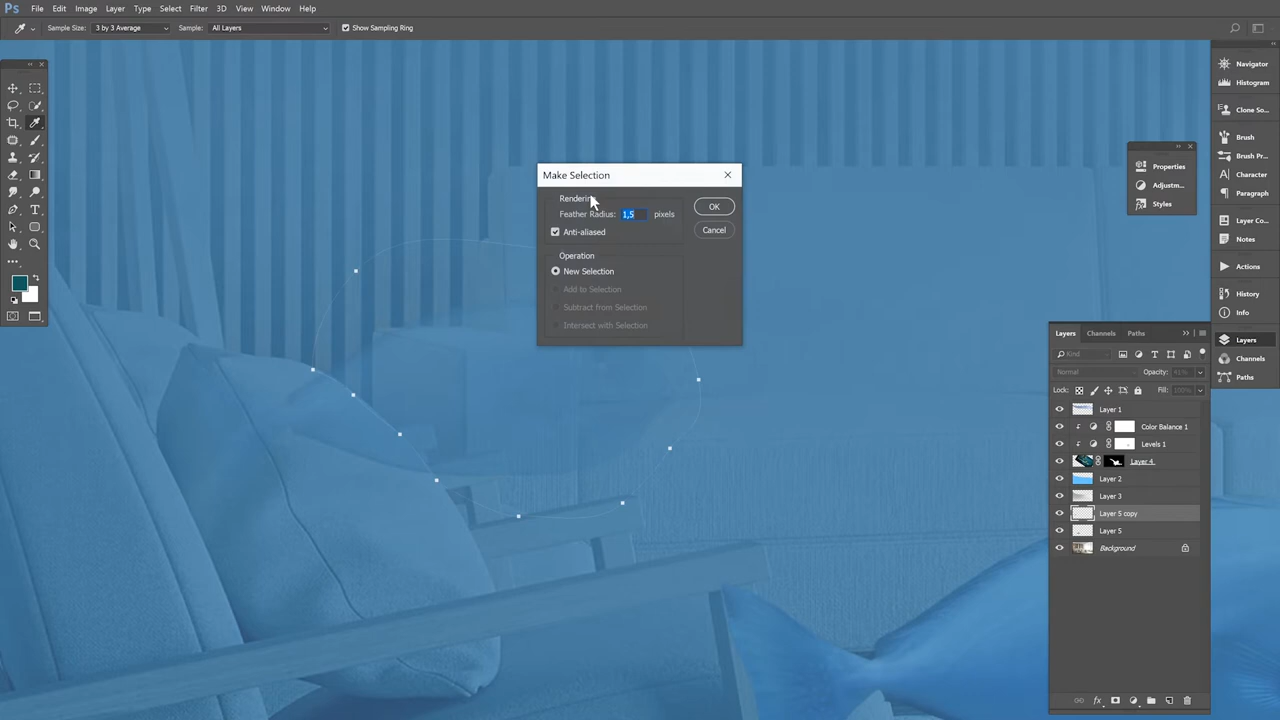 Ps File Edit Image Layer Type Select Filter 3D View Window Help
Sample Size: 3 by 3 Average Sample: All Layers Show Sampling Ring
Navigator
Histogram
Clone So...
Brush
Brush Pr...
Character
Paragraph
Layer Co...
Notes
Actions
History
Info
Layers
Channels
Paths
Properties
Adjustm...
Styles
Make Selection
Rendering
Feather Radius: 1,5 pixels
Anti-aliased
OK
Cancel
Operation
New Selection
Add to Selection
Subtract from Selection
Intersect with Selection
Layers Channels Paths
Kind
Normal Opacity: 41%
Lock: Fill: 100%
Layer 1
Color Balance 1
Levels 1
Layer 4
Layer 2
Layer 3
Layer 5 copy
Layer 5
Background
fx